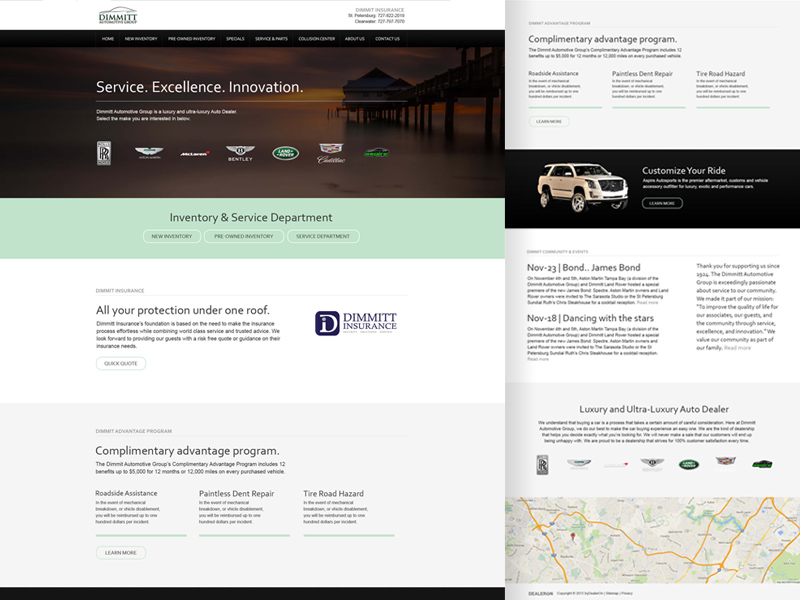 DIMMITT
AUTOMOTIVE GROUP
DIMMITT INSURANCE
St. Petersburg: 727-822-2019
Clearwater: 727-797-7070
HOME NEW INVENTORY PRE-OWNED INVENTORY SPECIALS SERVICE & PARTS COLLISION CENTER ABOUT US CONTACT US
Service. Excellence. Innovation.
Dimmitt Automotive Group is a luxury and ultra-luxury Auto Dealer.
Select the make you are interested in below.
McLaren BENTLEY LAND ROVER Cadillac
Inventory & Service Department
NEW INVENTORY PRE-OWNED INVENTORY SERVICE DEPARTMENT
DIMMIT INSURANCE
All your protection under one roof.
Dimmitt Insurance's foundation is based on the need to make the insurance
process effortless while combining world class service and trusted advice. We
look forward to providing our guests with a risk free quote or guidance on their
insurance needs.
QUICK QUOTE
DIMMITT
INSURANCE
DIMMIT ADVANTAGE PROGRAM
Complimentary advantage program.
The Dimmit Automotive Group's Complimentary Advantage Program includes 12
benefits up to $5,000 for 12 months or 12,000 miles on every purchased vehicle.
Roadside Assistance Paintless Dent Repair Tire Road Hazard
In the event of mechanical In the event of mechanical In the event of mechanical
breakdown, or vhicle disablement, breakdown, or vhicle disablement, breakdown, or vhicle disablement,
you will be reimbursed up to one you will be reimbursed up to one you will be reimbursed up to one
hundred dollars per incident. hundred dollars per incident. hundred dollars per incident.
LEARN MORE
DIMMIT ADVANTAGE PROGRAM
Complimentary advantage program.
The Dimmit Automotive Group's Complimentary Advantage Program includes 12
benefits up to $5,000 for 12 months or 12,000 miles on every purchased vehicle.
Roadside Assistance Paintless Dent Repair Tire Road Hazard
In the event of mechanical In the event of mechanical In the event of mechanical
breakdown, or vhicle disablement, breakdown, or vhicle disablement, breakdown, or vhicle disablement,
you will be reimbursed up to one you will be reimbursed up to one you will be reimbursed up to one
hundred dollars per incident. hundred dollars per incident. hundred dollars per incident.
LEARN MORE
Customize Your Ride
Aspire Autosports is the premier aftermarket, customs and vehicle
accessory outfitter for luxury, exotic and performance cars.
LEARN MORE
DIMMITT COMMUNITY & EVENTS
Nov-23 | Bond.. James Bond
On November 4th and 5th, Aston Martin Tampa Bay (a division of the
Dimmitt Automotive Group) and Dimmitt Land Rover hosted a special
premiere of the new James Bond: Spectre. Aston Martin owners and Land
Rover owners were invited to The Sarasota Studio or the St Petersburg
Sundial Ruth's Chris Steakhouse for a cocktail reception. Read more
Nov-18 | Dancing with the stars
On November 4th and 5th, Aston Martin Tampa Bay (a division of the
Dimmitt Automotive Group) and Dimmitt Land Rover hosted a special
premiere of the new James Bond: Spectre. Aston Martin owners and Land
Rover owners were invited to The Sarasota Studio or the St
Petersburg Sundial Ruth's Chris Steakhouse for a cocktail reception.
Read more
Thank you for supporting us since
1924. The Dimmitt Automotive
Group is exceedingly passionate
about service to our community.
We made it part of our mission:
"To improve the quality of life for
our associates, our guests, and
the community through service,
excellence, and innovation." We
value our community as part of
our family. Read more
Luxury and Ultra-Luxury Auto Dealer
We understand that buying a car is a process that takes a certain amount of careful consideration. Here at Dimmitt
Automotive Group, we do our best to make the car buying experience an easy one. We are the kind of dealership
that helps you decide exactly what you're looking for. We will never make a sale that our customers will end up
being unhappy with. We are proud to be a dealership that strives for 100% customer satisfaction every time.